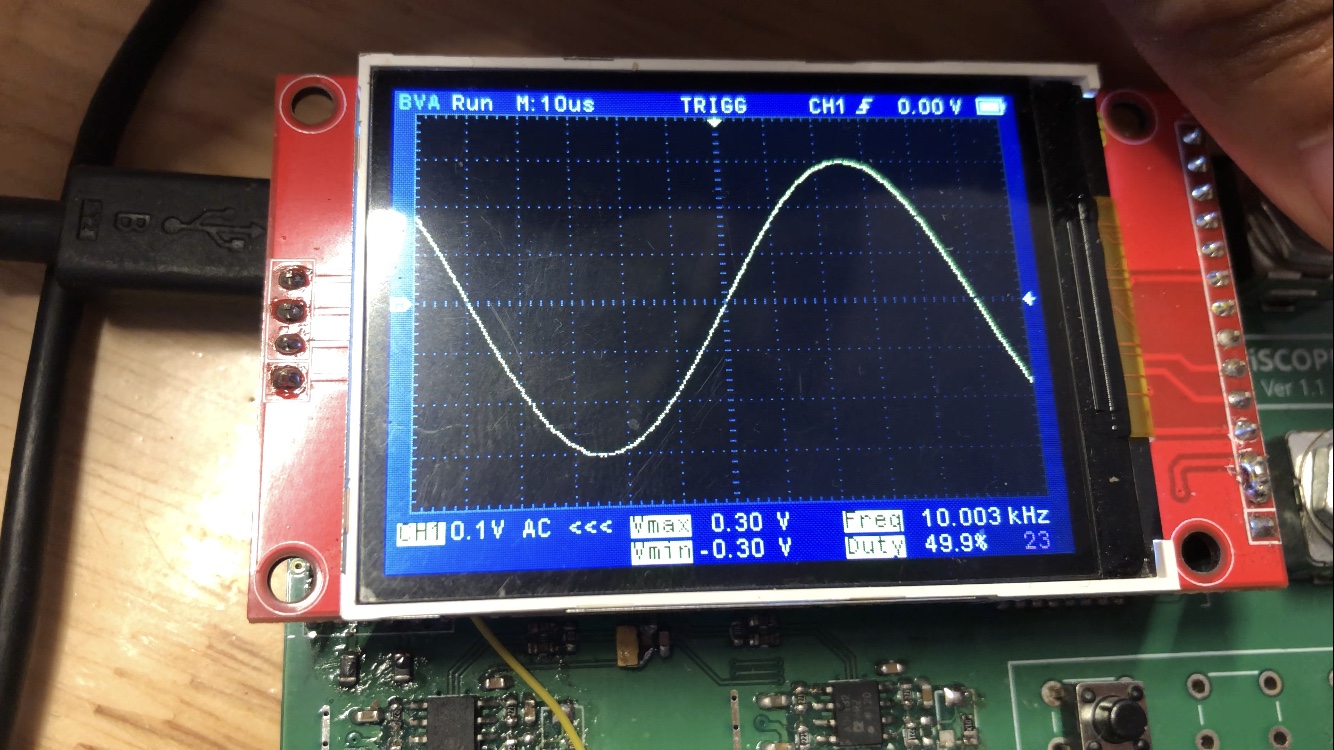 BVA Run M:10us TRIGG CH1 0.00 V
CH1 0.1V AC <<< Vmax 0.30 V Freq 10.003 kHz
Vmin -0.30 V Duty 49.9% 23
iSCOP
Ver 1.1
B